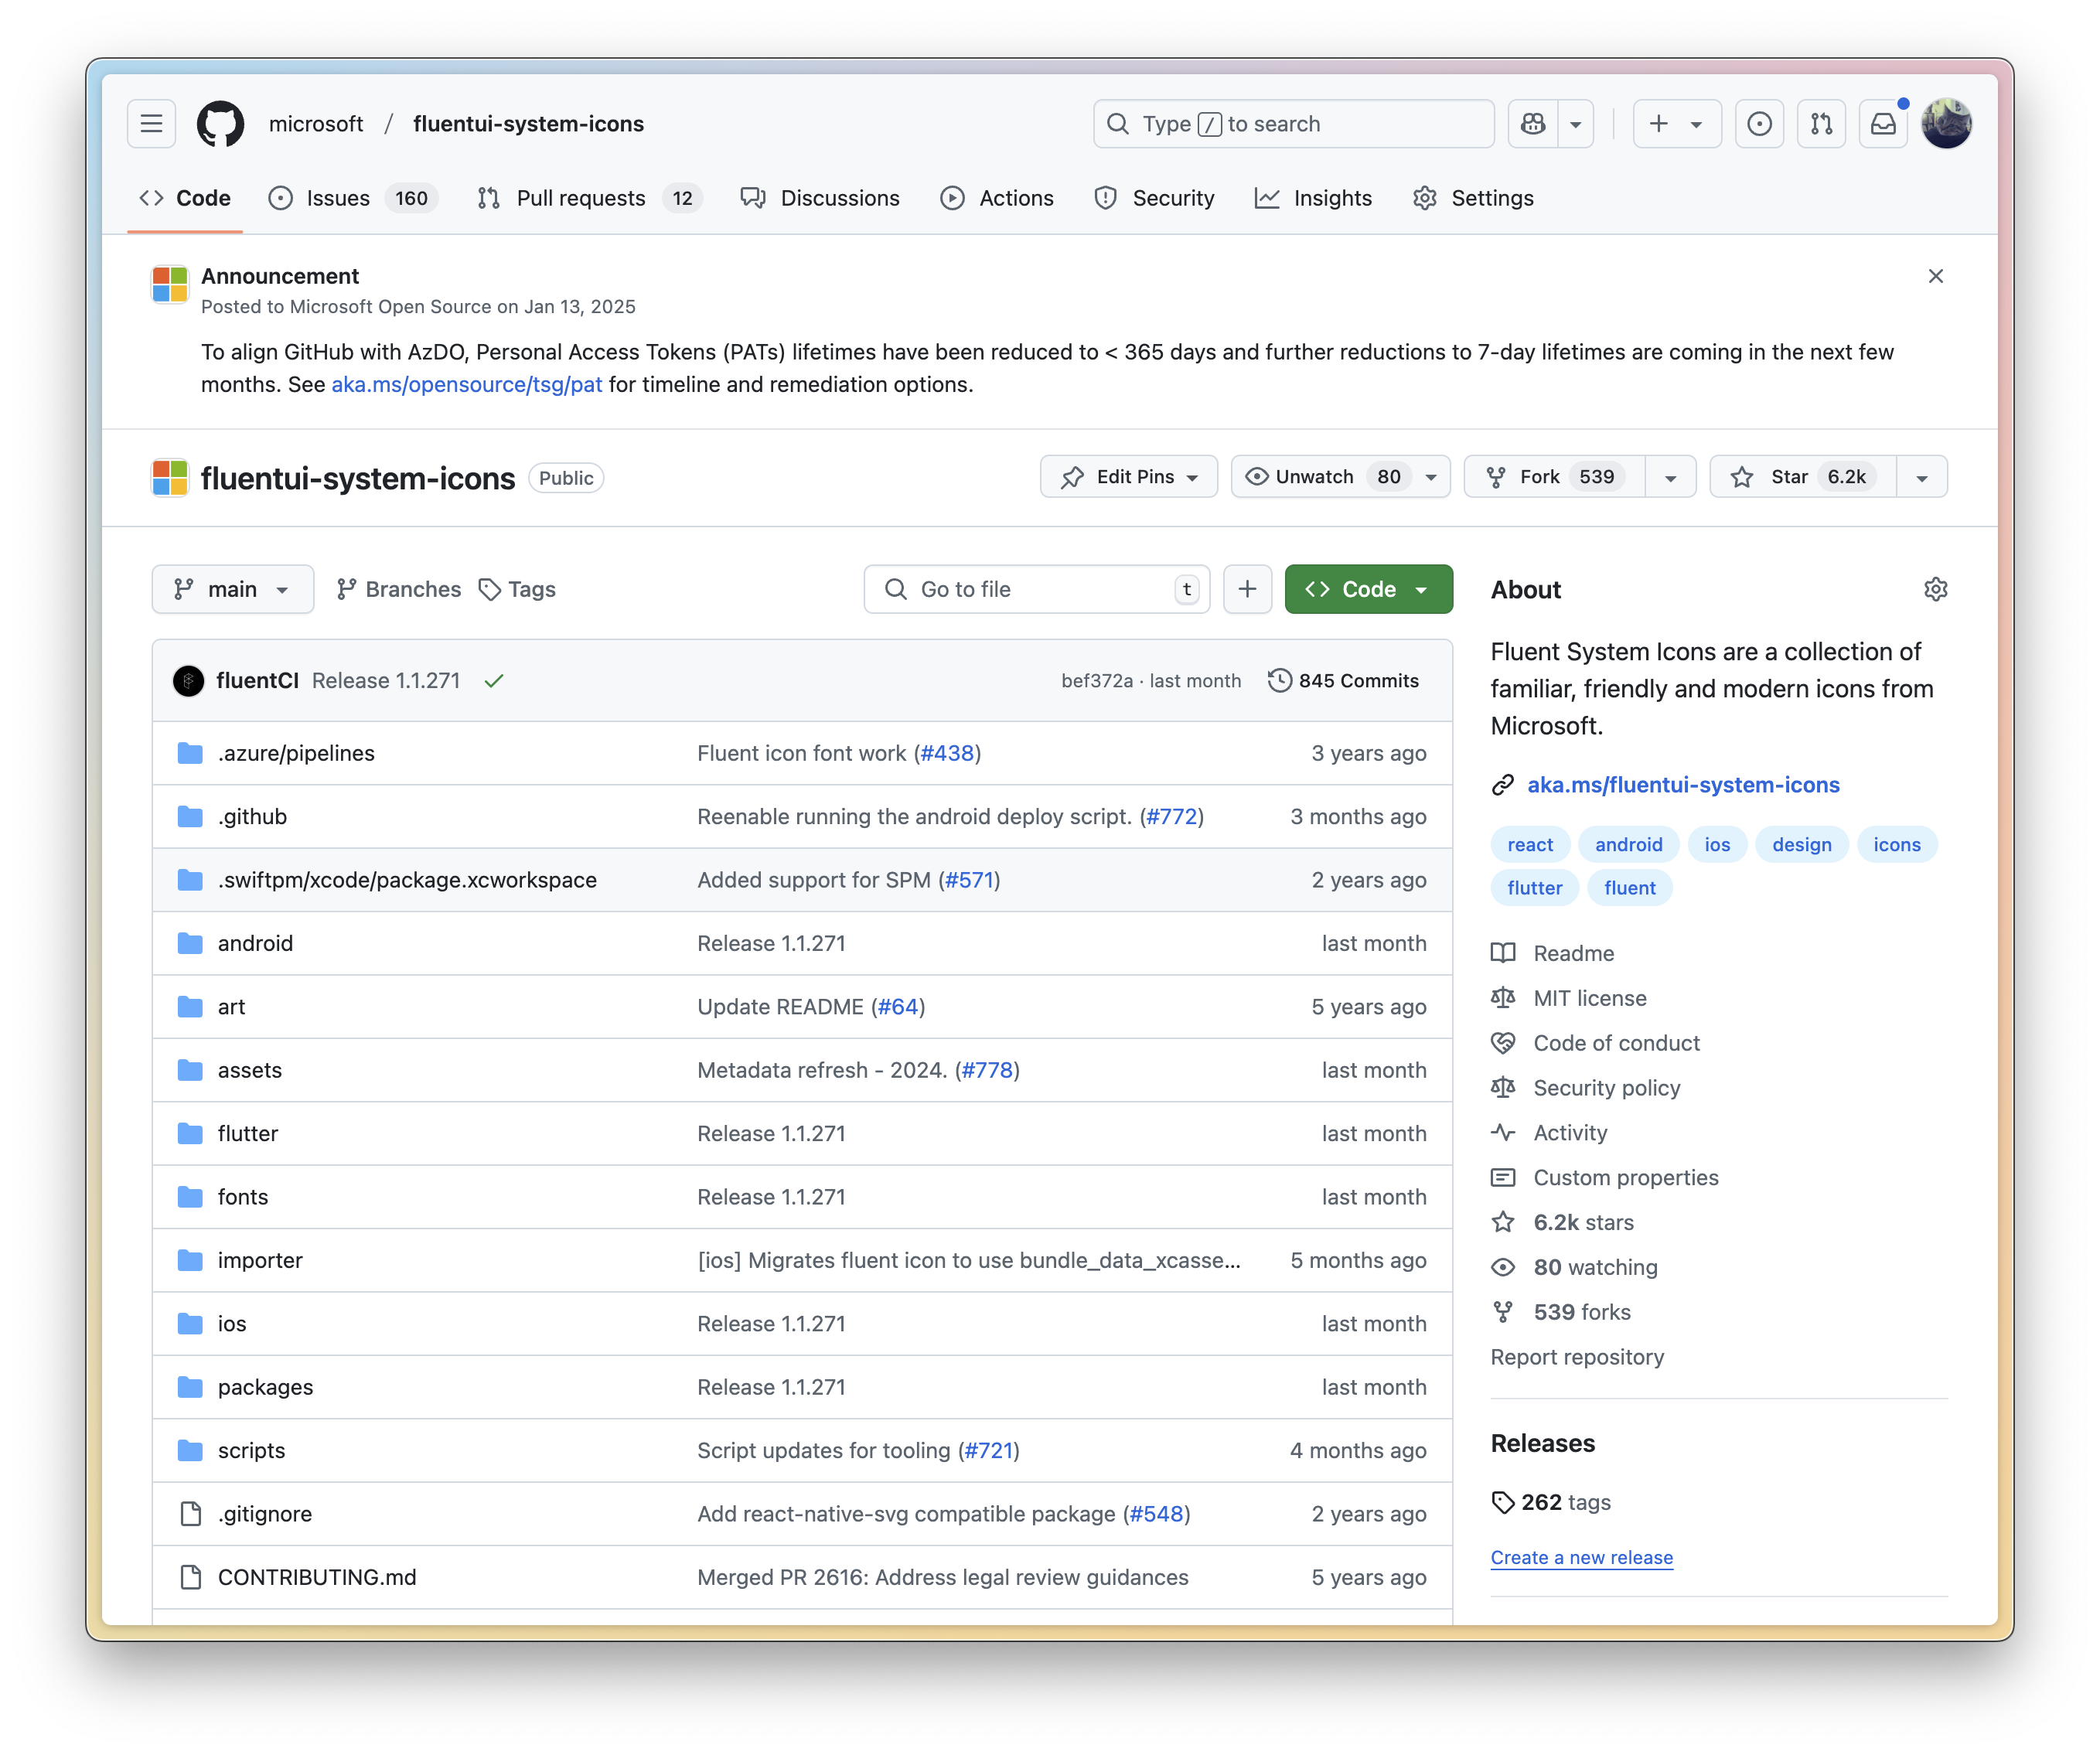 microsoft / fluentui-system-icons
Type / to search
Code
Issues 160
Pull requests 12
Discussions
Actions
Security
Insights
Settings
Announcement
Posted to Microsoft Open Source on Jan 13, 2025
To align GitHub with AzDO, Personal Access Tokens (PATs) lifetimes have been reduced to < 365 days and further reductions to 7-day lifetimes are coming in the next few
months. See aka.ms/opensource/tsg/pat for timeline and remediation options.
fluentui-system-icons Public
Edit Pins
Unwatch 80
Fork 539
Star 6.2k
main
Branches
Tags
Go to file t
Code
fluentCI Release 1.1.271 bef372a · last month 845 Commits
.azure/pipelines Fluent icon font work (#438) 3 years ago
.github Reenable running the android deploy script. (#772) 3 months ago
.swiftpm/xcode/package.xcworkspace Added support for SPM (#571) 2 years ago
android Release 1.1.271 last month
art Update README (#64) 5 years ago
assets Metadata refresh - 2024. (#778) last month
flutter Release 1.1.271 last month
fonts Release 1.1.271 last month
importer [ios] Migrates fluent icon to use bundle_data_xcasse... 5 months ago
ios Release 1.1.271 last month
packages Release 1.1.271 last month
scripts Script updates for tooling (#721) 4 months ago
.gitignore Add react-native-svg compatible package (#548) 2 years ago
CONTRIBUTING.md Merged PR 2616: Address legal review guidances 5 years ago
About
Fluent System Icons are a collection of
familiar, friendly and modern icons from
Microsoft.
aka.ms/fluentui-system-icons
react android ios design icons
flutter fluent
Readme
MIT license
Code of conduct
Security policy
Activity
Custom properties
6.2k stars
80 watching
539 forks
Report repository
Releases
262 tags
Create a new release